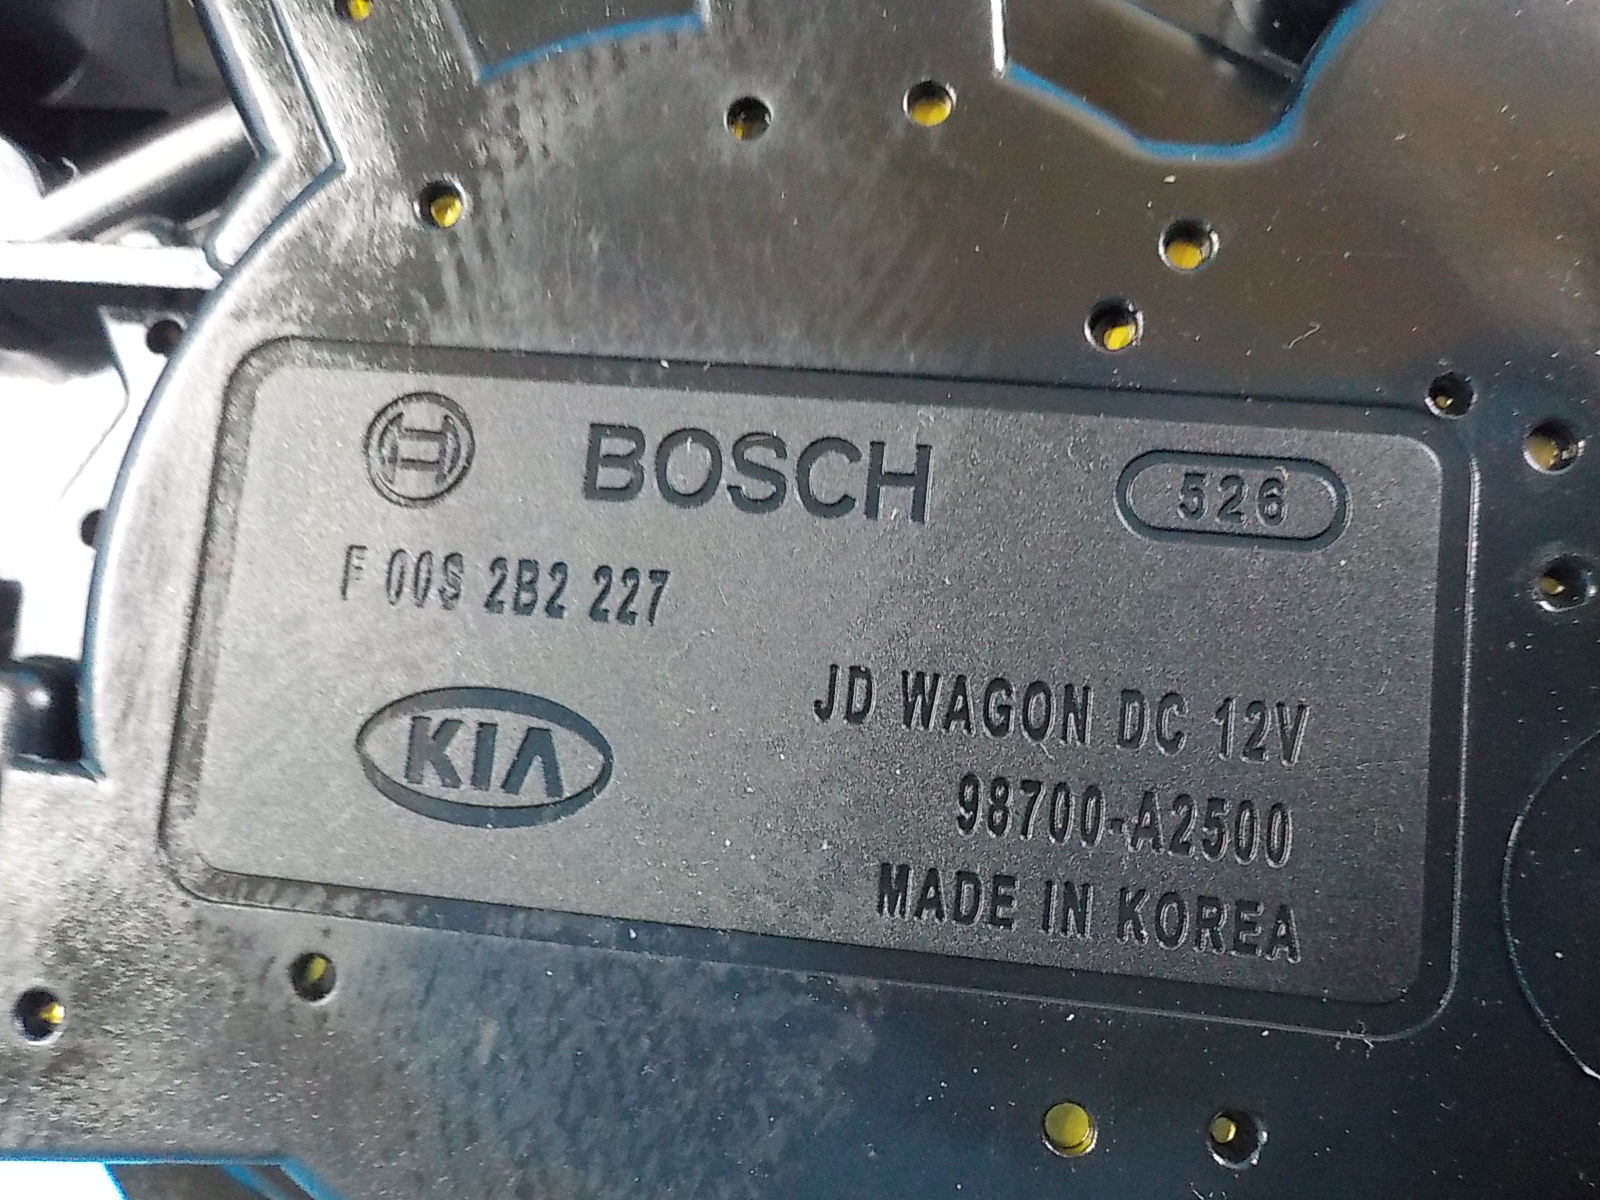 BOSCH
526
F 00S 2B2 227
KIA
JD WAGON DC 12V
98700-A2500
MADE IN KOREA